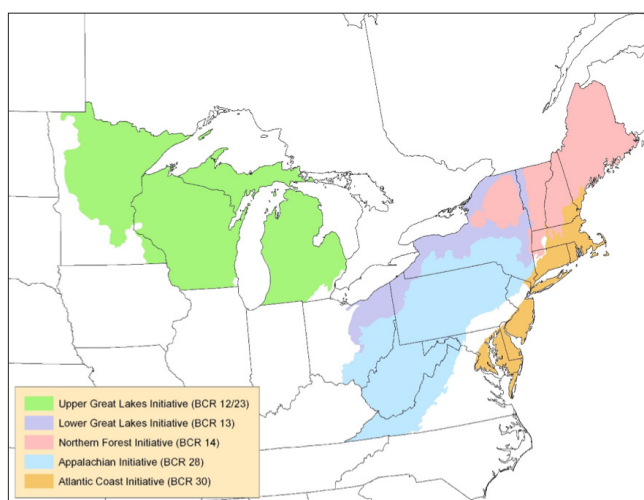 Upper Great Lakes Initiative (BCR 12/23)
Lower Great Lakes Initiative (BCR 13)
Northern Forest Initiative (BCR 14)
Appalachian Initiative (BCR 28)
Atlantic Coast Initiative (BCR 30)